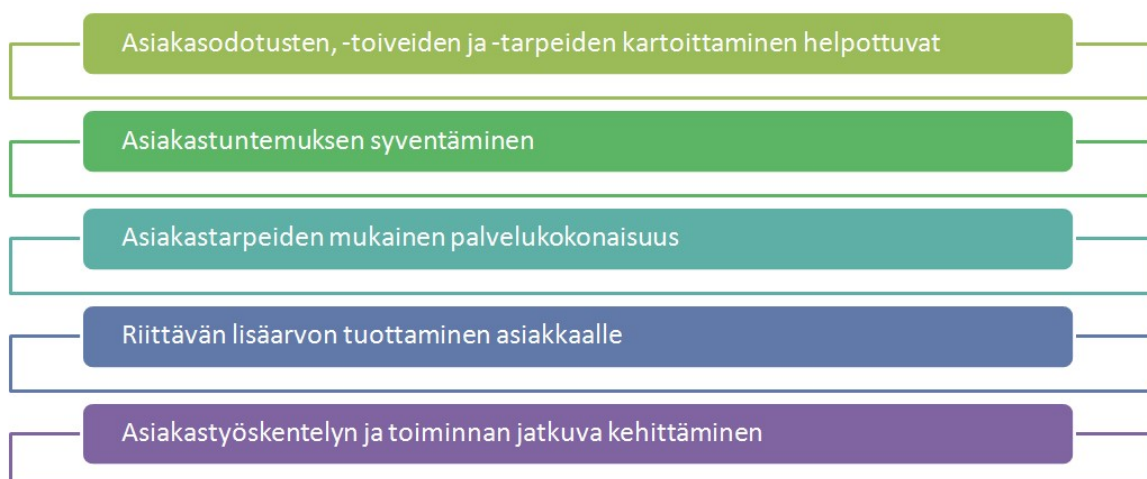 Asiakasodotusten, -toiveiden ja -tarpeiden kartoittaminen helpottuvat
Asiakastuntemuksen syventäminen
Asiakastarpeiden mukainen palvelukokonaisuus
Riittävän lisäarvon tuottaminen asiakkaalle
Asiakastyöskentelyn ja toiminnan jatkuva kehittäminen